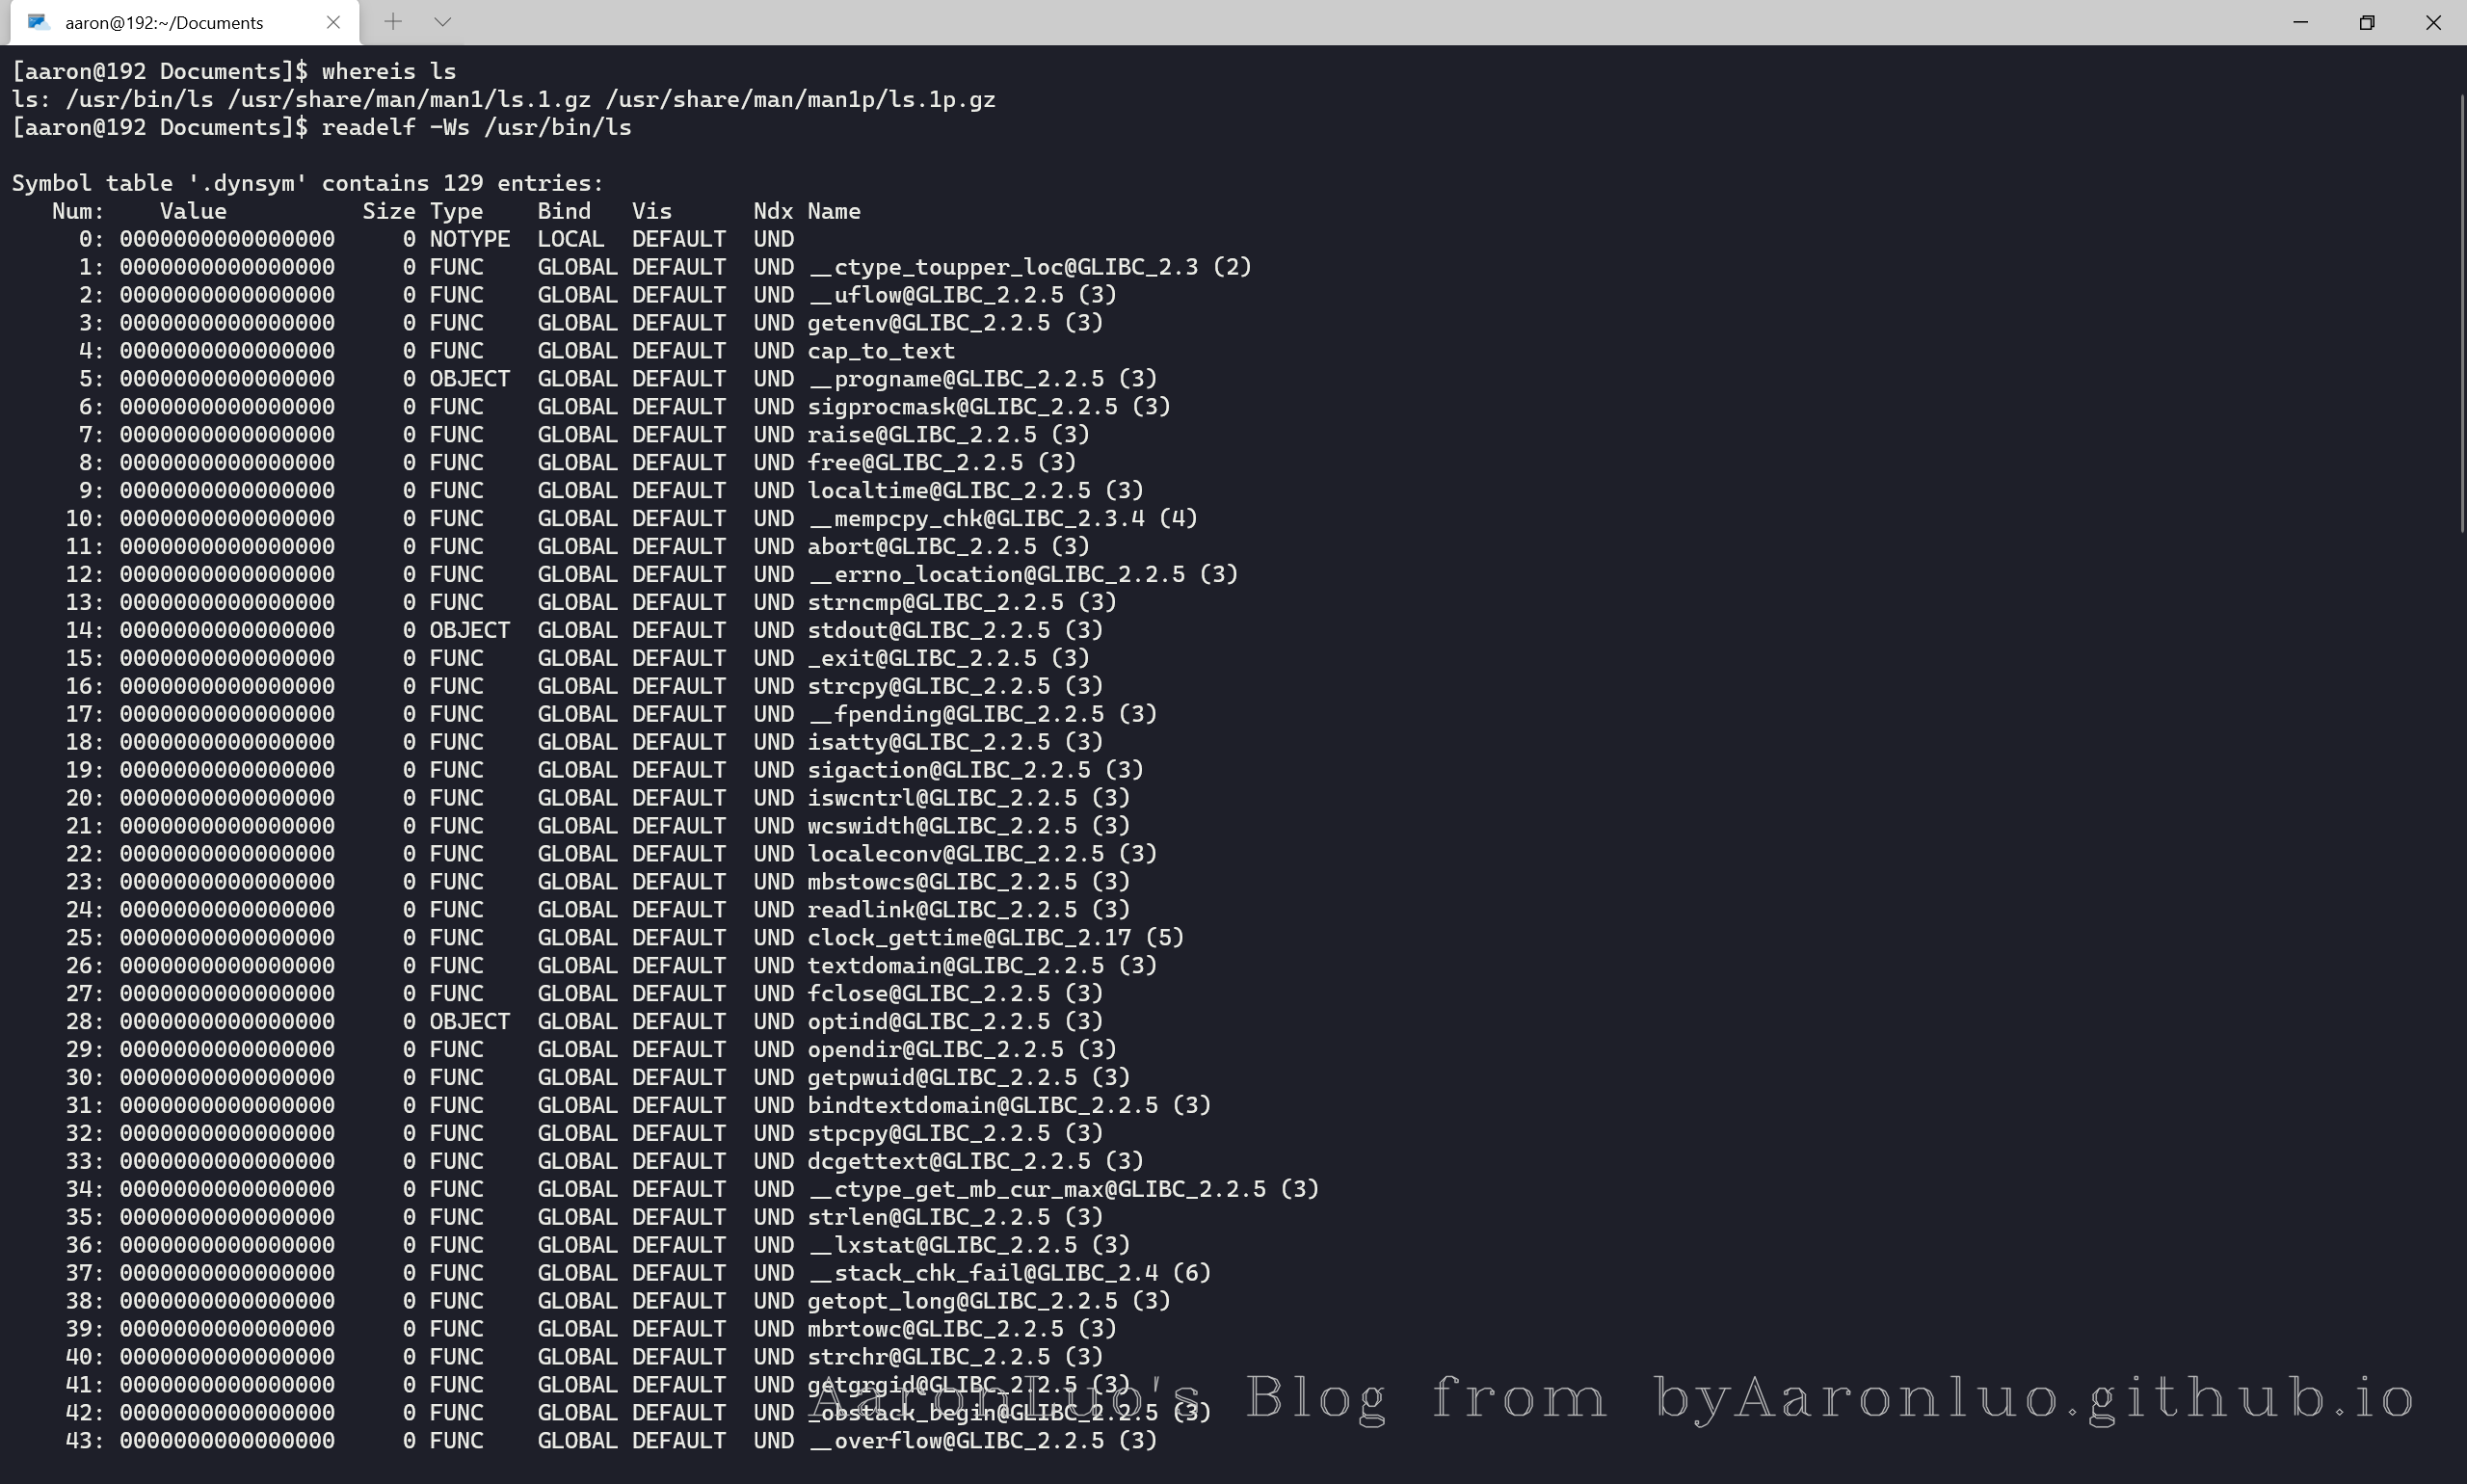 aaron@192:~/Documents
[aaron@192 Documents]$ whereis ls
ls: /usr/bin/ls /usr/share/man/man1/ls.1.gz /usr/share/man/man1p/ls.1p.gz
[aaron@192 Documents]$ readelf -Ws /usr/bin/ls
Symbol table '.dynsym' contains 129 entries:
   Num:    Value          Size Type    Bind   Vis      Ndx Name
     0: 0000000000000000     0 NOTYPE  LOCAL  DEFAULT  UND
     1: 0000000000000000     0 FUNC    GLOBAL DEFAULT  UND __ctype_toupper_loc@GLIBC_2.3 (2)
     2: 0000000000000000     0 FUNC    GLOBAL DEFAULT  UND __uflow@GLIBC_2.2.5 (3)
     3: 0000000000000000     0 FUNC    GLOBAL DEFAULT  UND getenv@GLIBC_2.2.5 (3)
     4: 0000000000000000     0 FUNC    GLOBAL DEFAULT  UND cap_to_text
     5: 0000000000000000     0 OBJECT  GLOBAL DEFAULT  UND __progname@GLIBC_2.2.5 (3)
     6: 0000000000000000     0 FUNC    GLOBAL DEFAULT  UND sigprocmask@GLIBC_2.2.5 (3)
     7: 0000000000000000     0 FUNC    GLOBAL DEFAULT  UND raise@GLIBC_2.2.5 (3)
     8: 0000000000000000     0 FUNC    GLOBAL DEFAULT  UND free@GLIBC_2.2.5 (3)
     9: 0000000000000000     0 FUNC    GLOBAL DEFAULT  UND localtime@GLIBC_2.2.5 (3)
    10: 0000000000000000     0 FUNC    GLOBAL DEFAULT  UND __mempcpy_chk@GLIBC_2.3.4 (4)
    11: 0000000000000000     0 FUNC    GLOBAL DEFAULT  UND abort@GLIBC_2.2.5 (3)
    12: 0000000000000000     0 FUNC    GLOBAL DEFAULT  UND __errno_location@GLIBC_2.2.5 (3)
    13: 0000000000000000     0 FUNC    GLOBAL DEFAULT  UND strncmp@GLIBC_2.2.5 (3)
    14: 0000000000000000     0 OBJECT  GLOBAL DEFAULT  UND stdout@GLIBC_2.2.5 (3)
    15: 0000000000000000     0 FUNC    GLOBAL DEFAULT  UND _exit@GLIBC_2.2.5 (3)
    16: 0000000000000000     0 FUNC    GLOBAL DEFAULT  UND strcpy@GLIBC_2.2.5 (3)
    17: 0000000000000000     0 FUNC    GLOBAL DEFAULT  UND __fpending@GLIBC_2.2.5 (3)
    18: 0000000000000000     0 FUNC    GLOBAL DEFAULT  UND isatty@GLIBC_2.2.5 (3)
    19: 0000000000000000     0 FUNC    GLOBAL DEFAULT  UND sigaction@GLIBC_2.2.5 (3)
    20: 0000000000000000     0 FUNC    GLOBAL DEFAULT  UND iswcntrl@GLIBC_2.2.5 (3)
    21: 0000000000000000     0 FUNC    GLOBAL DEFAULT  UND wcswidth@GLIBC_2.2.5 (3)
    22: 0000000000000000     0 FUNC    GLOBAL DEFAULT  UND localeconv@GLIBC_2.2.5 (3)
    23: 0000000000000000     0 FUNC    GLOBAL DEFAULT  UND mbstowcs@GLIBC_2.2.5 (3)
    24: 0000000000000000     0 FUNC    GLOBAL DEFAULT  UND readlink@GLIBC_2.2.5 (3)
    25: 0000000000000000     0 FUNC    GLOBAL DEFAULT  UND clock_gettime@GLIBC_2.17 (5)
    26: 0000000000000000     0 FUNC    GLOBAL DEFAULT  UND textdomain@GLIBC_2.2.5 (3)
    27: 0000000000000000     0 FUNC    GLOBAL DEFAULT  UND fclose@GLIBC_2.2.5 (3)
    28: 0000000000000000     0 OBJECT  GLOBAL DEFAULT  UND optind@GLIBC_2.2.5 (3)
    29: 0000000000000000     0 FUNC    GLOBAL DEFAULT  UND opendir@GLIBC_2.2.5 (3)
    30: 0000000000000000     0 FUNC    GLOBAL DEFAULT  UND getpwuid@GLIBC_2.2.5 (3)
    31: 0000000000000000     0 FUNC    GLOBAL DEFAULT  UND bindtextdomain@GLIBC_2.2.5 (3)
    32: 0000000000000000     0 FUNC    GLOBAL DEFAULT  UND stpcpy@GLIBC_2.2.5 (3)
    33: 0000000000000000     0 FUNC    GLOBAL DEFAULT  UND dcgettext@GLIBC_2.2.5 (3)
    34: 0000000000000000     0 FUNC    GLOBAL DEFAULT  UND __ctype_get_mb_cur_max@GLIBC_2.2.5 (3)
    35: 0000000000000000     0 FUNC    GLOBAL DEFAULT  UND strlen@GLIBC_2.2.5 (3)
    36: 0000000000000000     0 FUNC    GLOBAL DEFAULT  UND __lxstat@GLIBC_2.2.5 (3)
    37: 0000000000000000     0 FUNC    GLOBAL DEFAULT  UND __stack_chk_fail@GLIBC_2.4 (6)
    38: 0000000000000000     0 FUNC    GLOBAL DEFAULT  UND getopt_long@GLIBC_2.2.5 (3)
    39: 0000000000000000     0 FUNC    GLOBAL DEFAULT  UND mbrtowc@GLIBC_2.2.5 (3)
    40: 0000000000000000     0 FUNC    GLOBAL DEFAULT  UND strchr@GLIBC_2.2.5 (3)
    41: 0000000000000000     0 FUNC    GLOBAL DEFAULT  UND getgrgid@GLIBC_2.2.5 (3)
    42: 0000000000000000     0 FUNC    GLOBAL DEFAULT  UND _obstack_begin@GLIBC_2.2.5 (3)
    43: 0000000000000000     0 FUNC    GLOBAL DEFAULT  UND __overflow@GLIBC_2.2.5 (3)
AaronLuo's Blog from byAaronluo.github.io